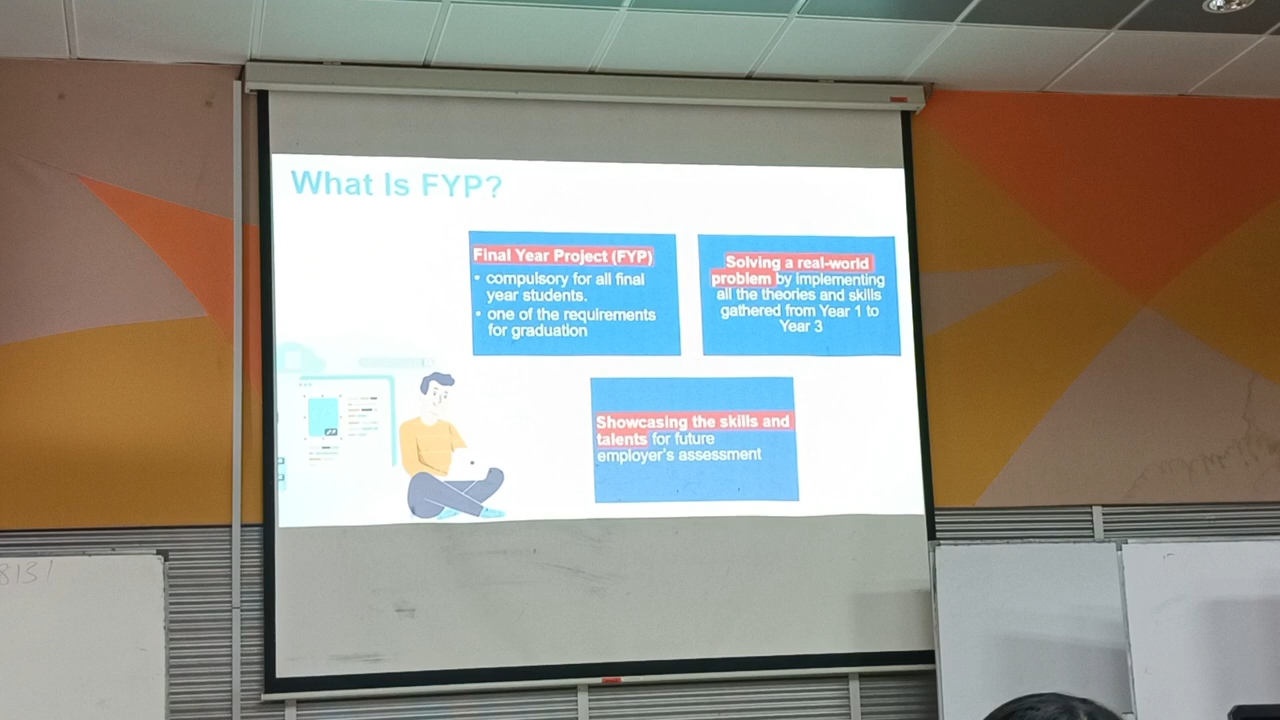 What Is FYP?
Final Year Project (FYP)
• compulsory for all final
year students.
• one of the requirements
for graduation
Solving a real-world
problem by implementing
all the theories and skills
gathered from Year 1 to
Year 3
Showcasing the skills and
talents for future
employer's assessment
8131